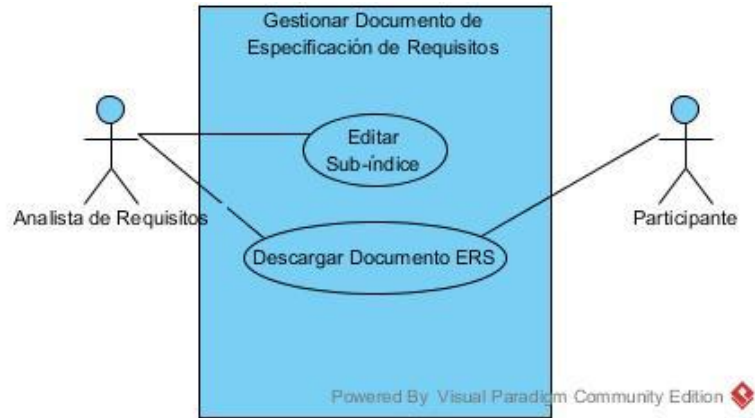 Gestionar Documento de
Especificación de Requisitos
Editar
Sub-índice
Analista de Requisitos
Participante
Descargar Documento ERS
Powered By Visual Paradigm Community Edition